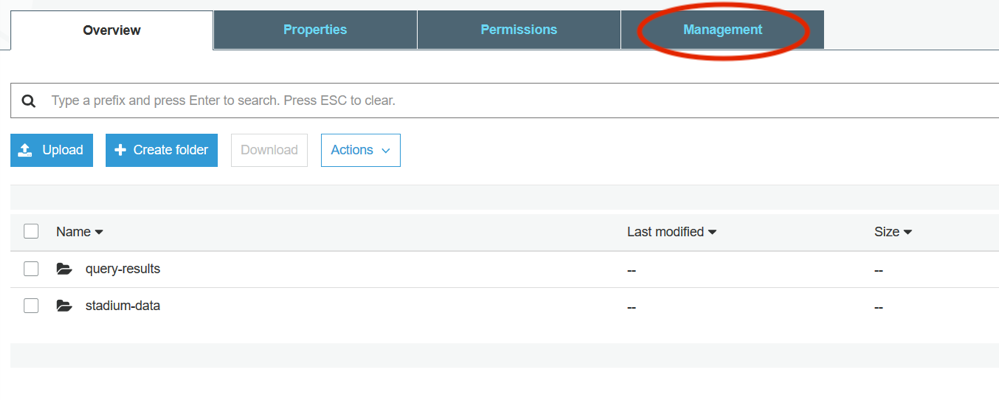 Overview Properties Permissions Management
Type a prefix and press Enter to search. Press ESC to clear.
Upload Create folder Download Actions
Name Last modified Size
query-results -- --
stadium-data -- --